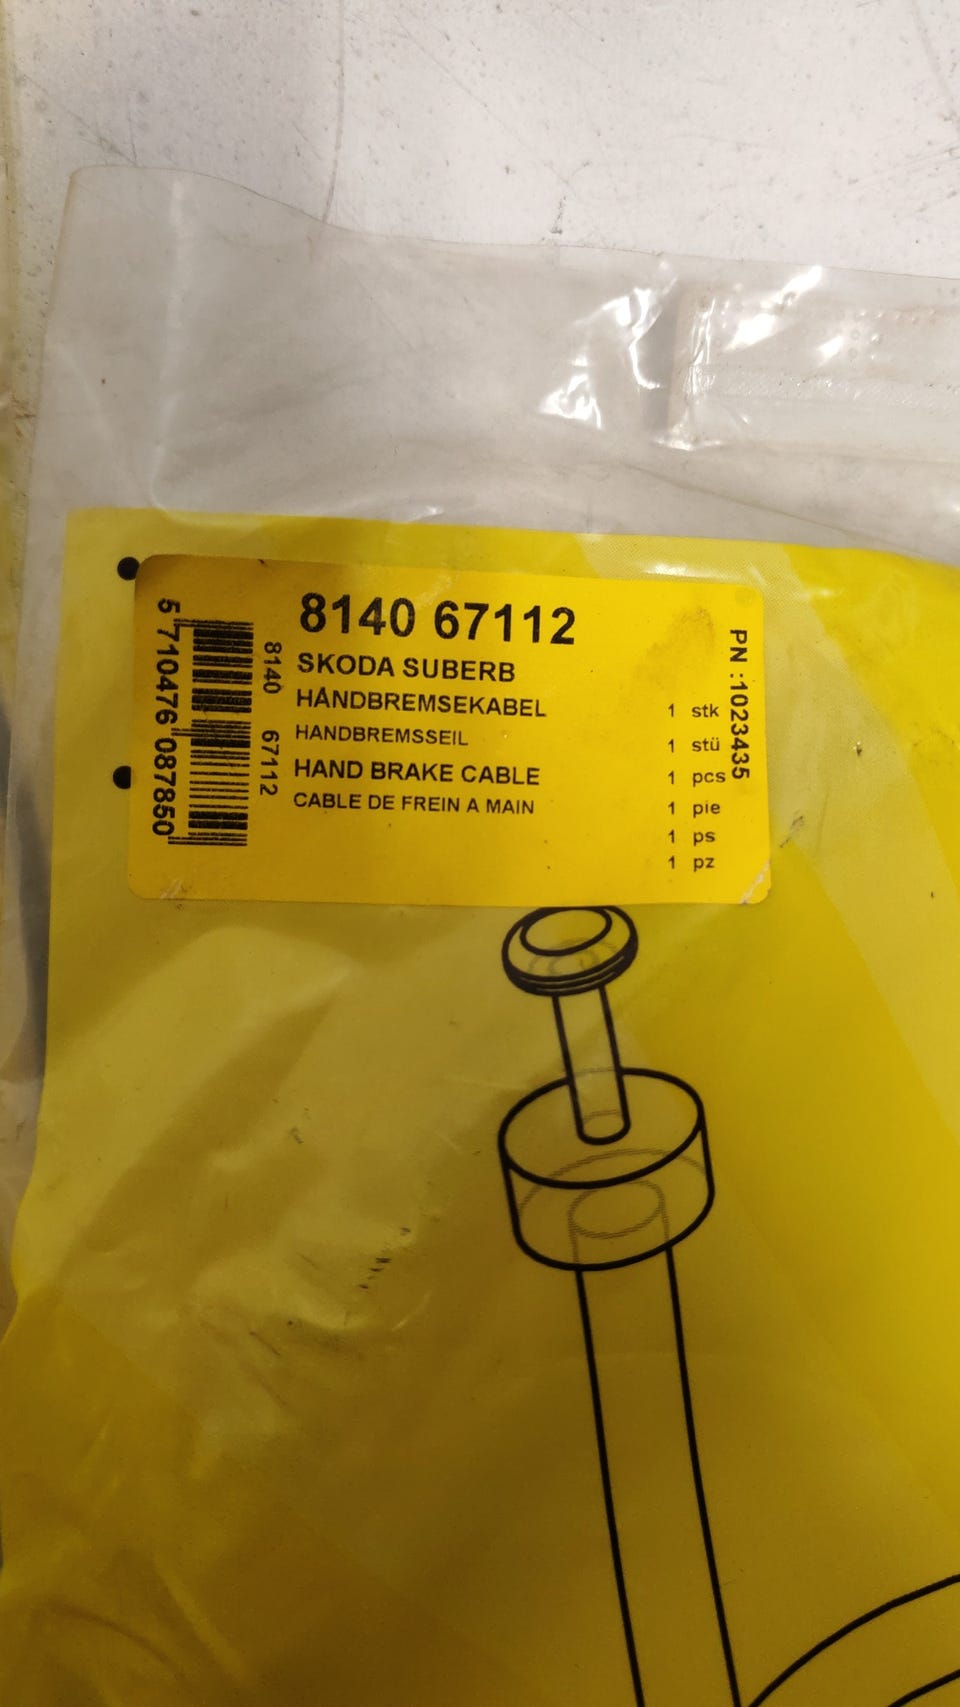 8140 67112
SKODA SUBERB
HÅNDBREMSEKABEL
HANDBREMSSEIL
HAND BRAKE CABLE
CABLE DE FREIN A MAIN
1 stk
1 stü
1 pcs
1 pie
1 ps
1 pz
PN :1023435
8140 67112
5 710476 087850